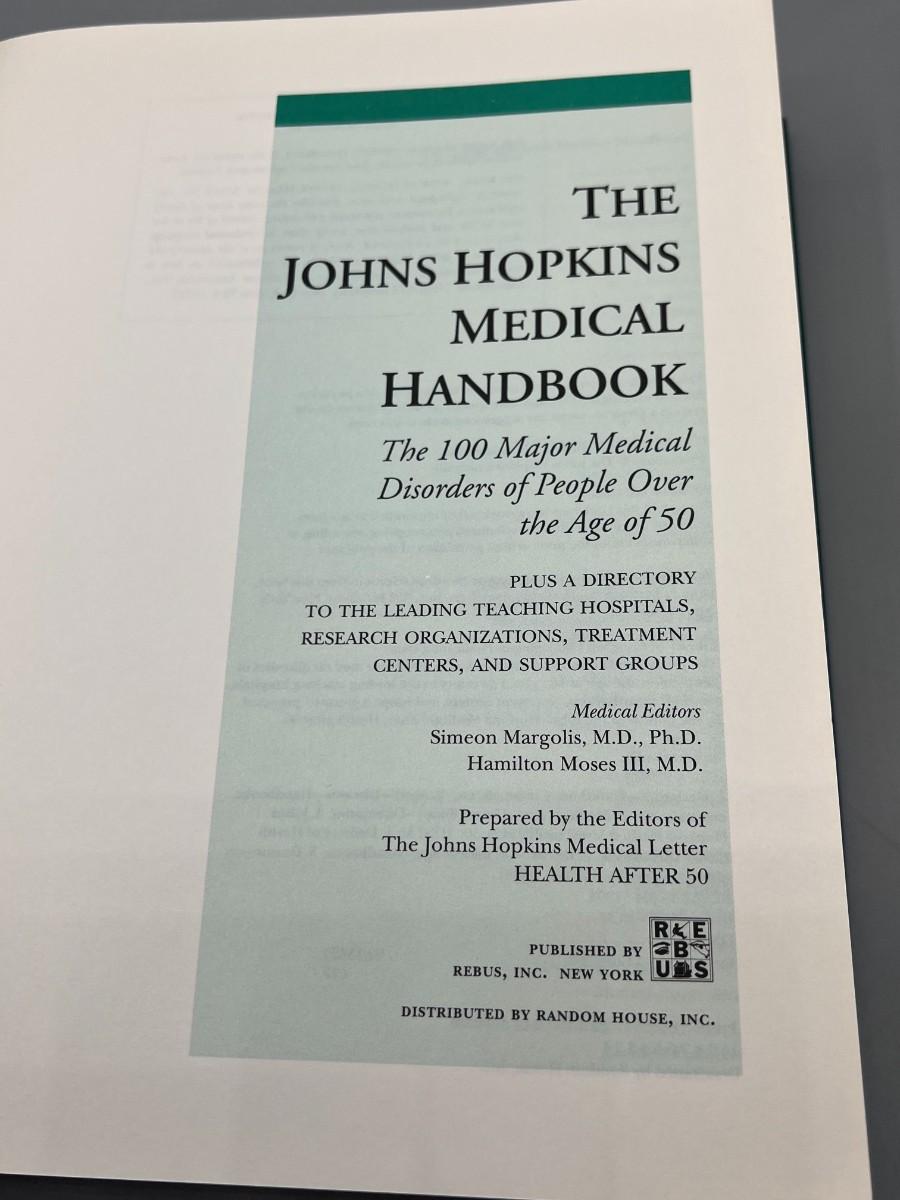 THE
JOHNS HOPKINS
MEDICAL
HANDBOOK
The 100 Major Medical
Disorders of People Over
the Age of 50
PLUS A DIRECTORY
TO THE LEADING TEACHING HOSPITALS,
RESEARCH ORGANIZATIONS, TREATMENT
CENTERS, AND SUPPORT GROUPS
Medical Editors
Simeon Margolis, M.D., Ph.D.
Hamilton Moses III, M.D.
Prepared by the Editors of
The Johns Hopkins Medical Letter
HEALTH AFTER 50
PUBLISHED BY
REBUS, INC. NEW YORK
R E
B
U S
DISTRIBUTED BY RANDOM HOUSE, INC.